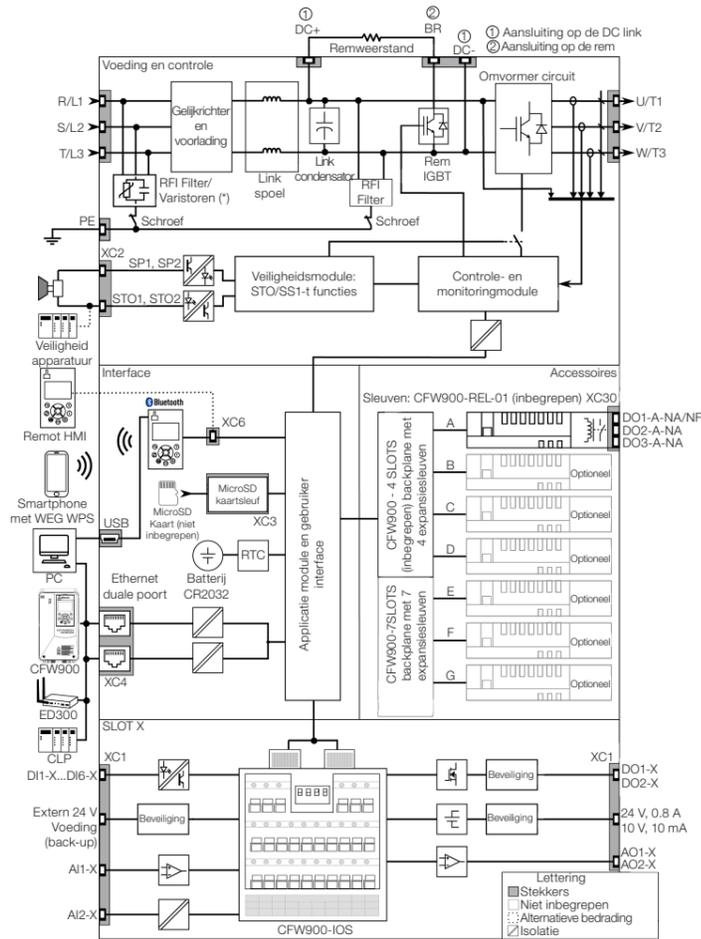 ① DC+
② BR
① DC-
Remweerstand
① Aansluiting op de DC link
② Aansluiting op de rem
Voeding en controle
Omvormer circuit
R/L1
S/L2
T/L3
Gelijkrichter
en
voorlading
Link
spoel
Link
condensator
RFI
Filter
Rem
IGBT
U/T1
V/T2
W/T3
RFI Filter/
Varistoren (*)
PE
Schroef
Schroef
XC2
SP1, SP2
STO1, STO2
Veiligheidsmodule:
STO/SS1-t functies
Controle- en
monitoringmodule
Veiligheid
apparatuur
Interface
Accessoires
Sleuven: CFW900-REL-01 (inbegrepen) XC30
Bluetooth
XC6
Remot HMI
Smartphone
met WEG WPS
MicroSD
Kaart (niet
inbegrepen)
MicroSD
kaartsleuf
XC3
USB
PC
Batterij
CR2032
RTC
Ethernet
duale poort
CFW900
XC4
ED300
CLP
Applicatie module en gebruiker
interface
CFW900 - 4 SLOTS
(inbegrepen) backplane met
4 expansiesleuven
CFW900-7SLOTS
backplane met 7
expansiesleuven
A
DO1-A-NA/NF
DO2-A-NA
DO3-A-NA
B
Optioneel
C
Optioneel
D
Optioneel
E
Optioneel
F
Optioneel
G
Optioneel
SLOT X
XC1
XC1
DI1-X...DI6-X
Extern 24 V
Voeding
(back-up)
Beveiliging
AI1-X
AI2-X
CFW900-IOS
Beveiliging
DO1-X
DO2-X
Beveiliging
24 V, 0.8 A
10 V, 10 mA
AO1-X
AO2-X
Lettering
Stekkers
Niet inbegrepen
Alternatieve bedrading
Isolatie